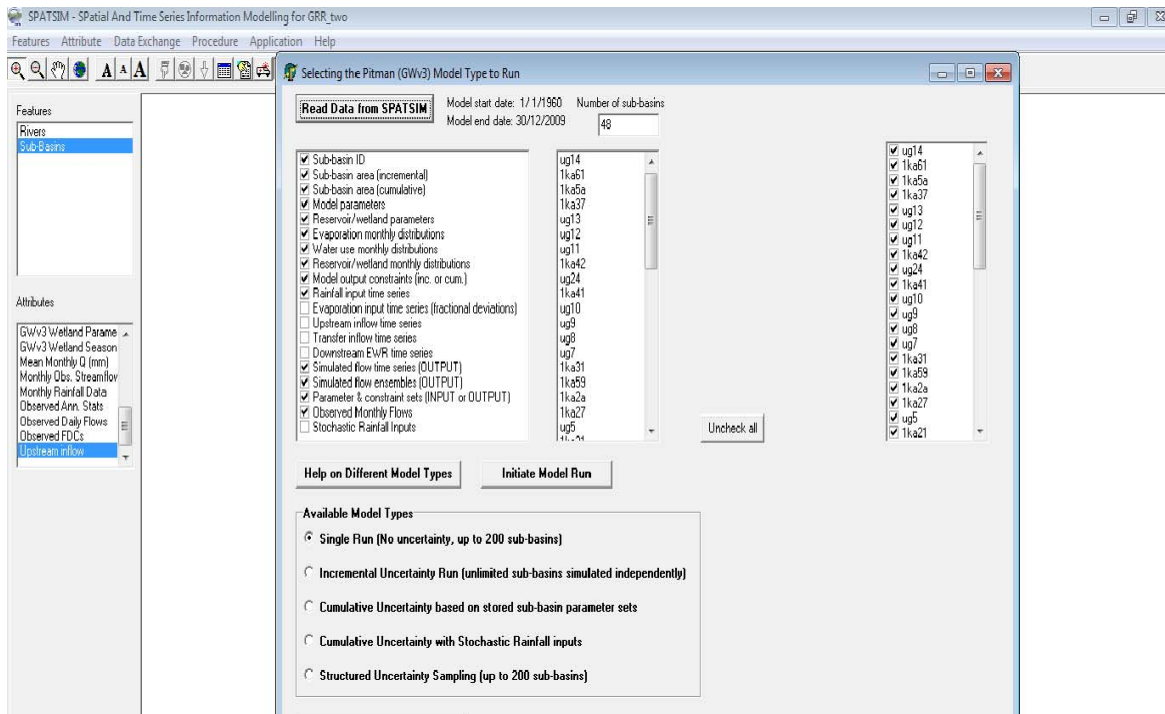 SPATSIM - SPatial And Time Series Information Modelling for GRR_two
Features Attribute Data Exchange Procedure Application Help
A A A
Selecting the Pitman (GWv3) Model Type to Run
Read Data from SPATSIM
Model start date: 1/ 1/1960
Model end date: 30/12/2009
Number of sub-basins
48
Features
Rivers
Sub-Basins
Attributes
GWv3 Wetland Parame
GWv3 Wetland Season
Mean Monthly Q (mm)
Monthly Obs. Streamflov
Monthly Rainfall Data
Observed Ann. Stats
Observed Daily Flows
Observed FDCs
Upstream inflow
Sub-basin ID
Sub-basin area (incremental)
Sub-basin area (cumulative)
Model parameters
Reservoir/wetland parameters
Evaporation monthly distributions
Water use monthly distributions
Reservoir/wetland monthly distributions
Model output constraints (inc. or cum.)
Rainfall input time series
Evaporation input time series (fractional deviations)
Upstream inflow time series
Transfer inflow time series
Downstream EWR time series
Simulated flow time series (OUTPUT)
Simulated flow ensembles (OUTPUT)
Parameter & constraint sets (INPUT or OUTPUT)
Observed Monthly Flows
Stochastic Rainfall Inputs
ug14
1ka61
1ka5a
1ka37
ug13
ug12
ug11
1ka42
ug24
1ka41
ug10
ug9
ug8
ug7
1ka31
1ka59
1ka2a
1ka27
ug5
1ka21
Uncheck all
ug14
1ka61
1ka5a
1ka37
ug13
ug12
ug11
1ka42
ug24
1ka41
ug10
ug9
ug8
ug7
1ka31
1ka59
1ka2a
1ka27
ug5
1ka21
Help on Different Model Types
Initiate Model Run
Available Model Types
Single Run (No uncertainty, up to 200 sub-basins)
Incremental Uncertainty Run (unlimited sub-basins simulated independently)
Cumulative Uncertainty based on stored sub-basin parameter sets
Cumulative Uncertainty with Stochastic Rainfall inputs
Structured Uncertainty Sampling (up to 200 sub-basins)